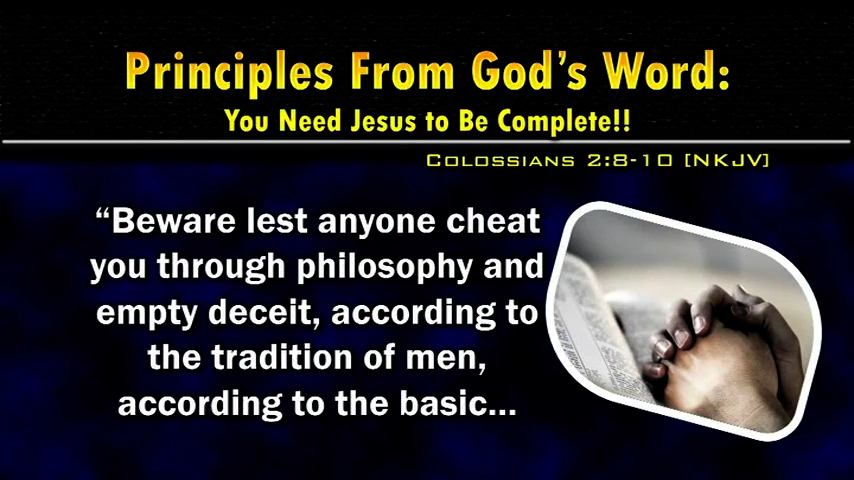 Principles From God's Word:
You Need Jesus to Be Complete!!
Colossians 2:8-10 [NKJV]
“Beware lest anyone cheat
you through philosophy and
empty deceit, according to
the tradition of men,
according to the basic...